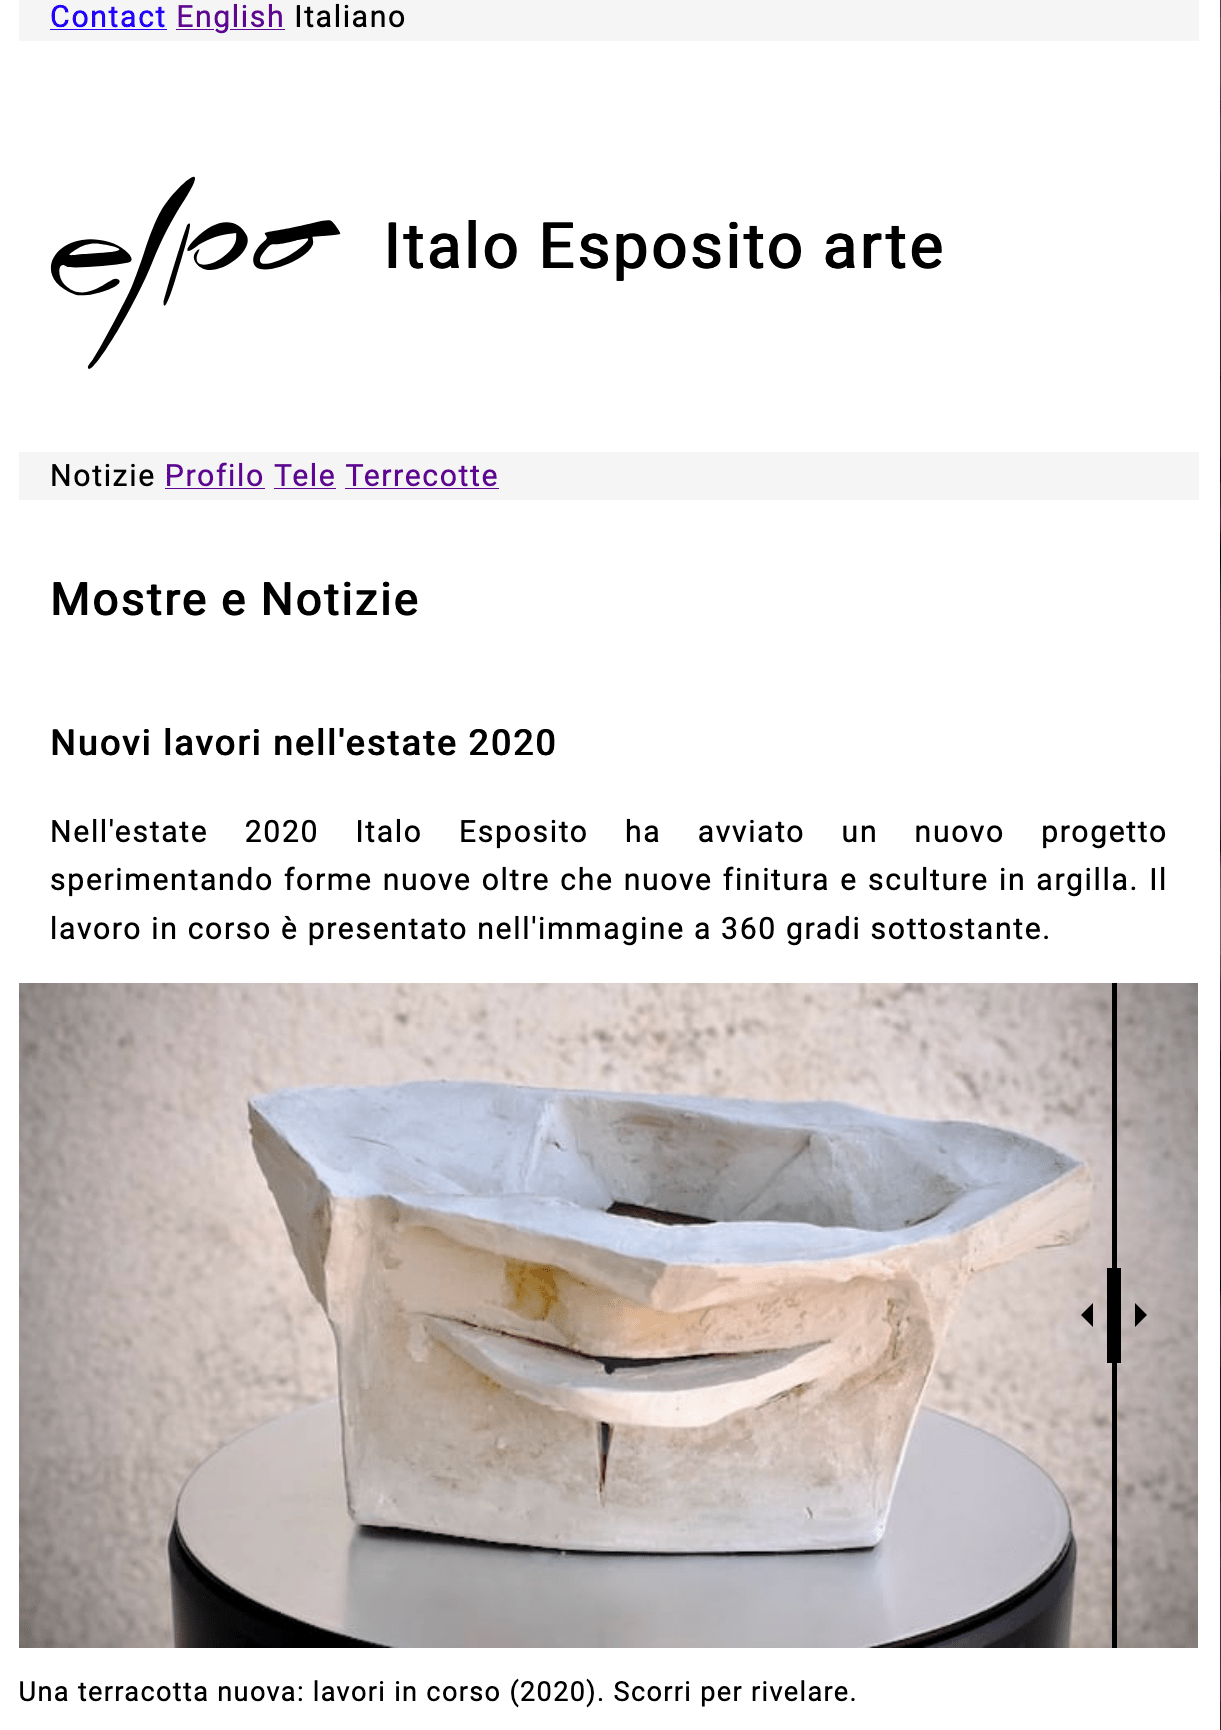 Contact English Italiano
espo
Italo Esposito arte
Notizie Profilo Tele Terrecotte
Mostre e Notizie
Nuovi lavori nell'estate 2020
Nell'estate 2020 Italo Esposito ha avviato un nuovo progetto
sperimentando forme nuove oltre che nuove finitura e sculture in argilla. Il
lavoro in corso è presentato nell'immagine a 360 gradi sottostante.
Una terracotta nuova: lavori in corso (2020). Scorri per rivelare.